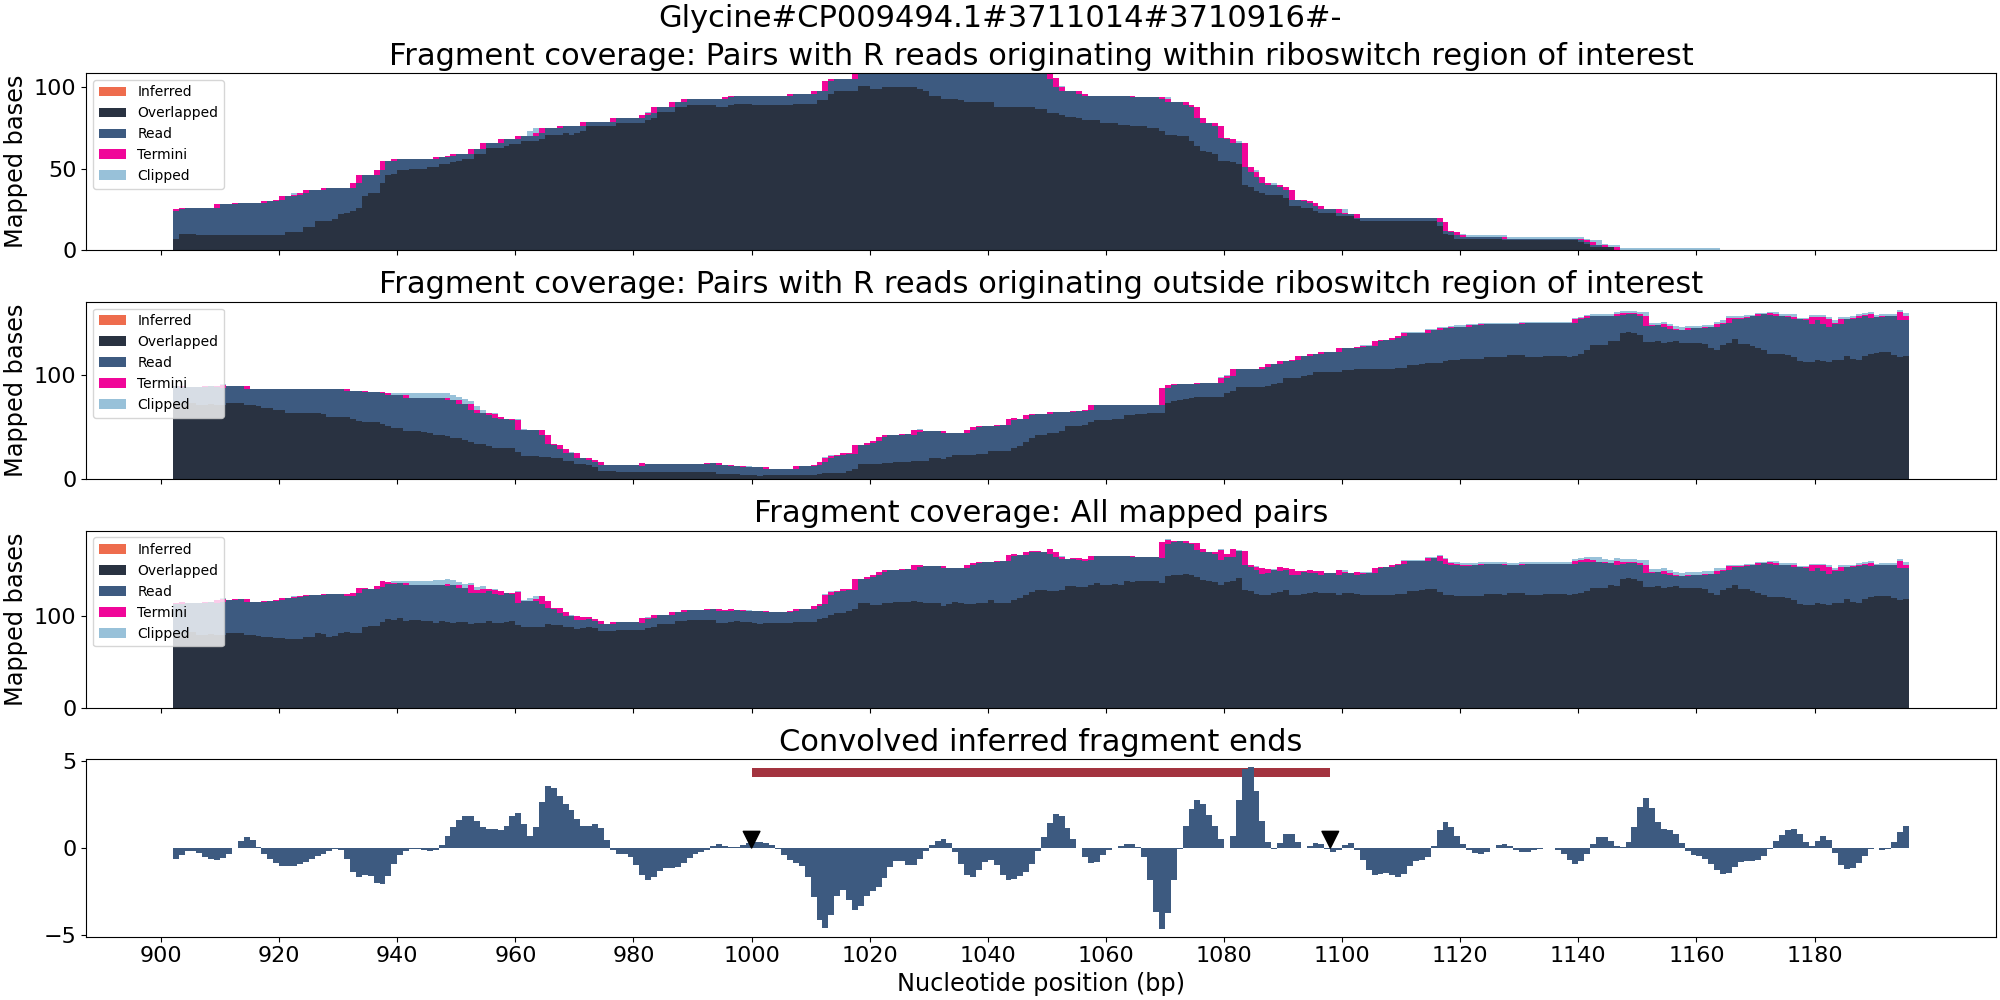 Glycine#CP009494.1#3711014#3710916#-
Fragment coverage: Pairs with R reads originating within riboswitch region of interest
Mapped bases
100
50
0
Inferred
Overlapped
Read
Termini
Clipped
Fragment coverage: Pairs with R reads originating outside riboswitch region of interest
Mapped bases
100
0
Inferred
Overlapped
Read
Termini
Clipped
Fragment coverage: All mapped pairs
Mapped bases
100
0
Inferred
Overlapped
Read
Termini
Clipped
Convolved inferred fragment ends
5
0
−5
900 920 940 960 980 1000 1020 1040 1060 1080 1100 1120 1140 1160 1180
Nucleotide position (bp)